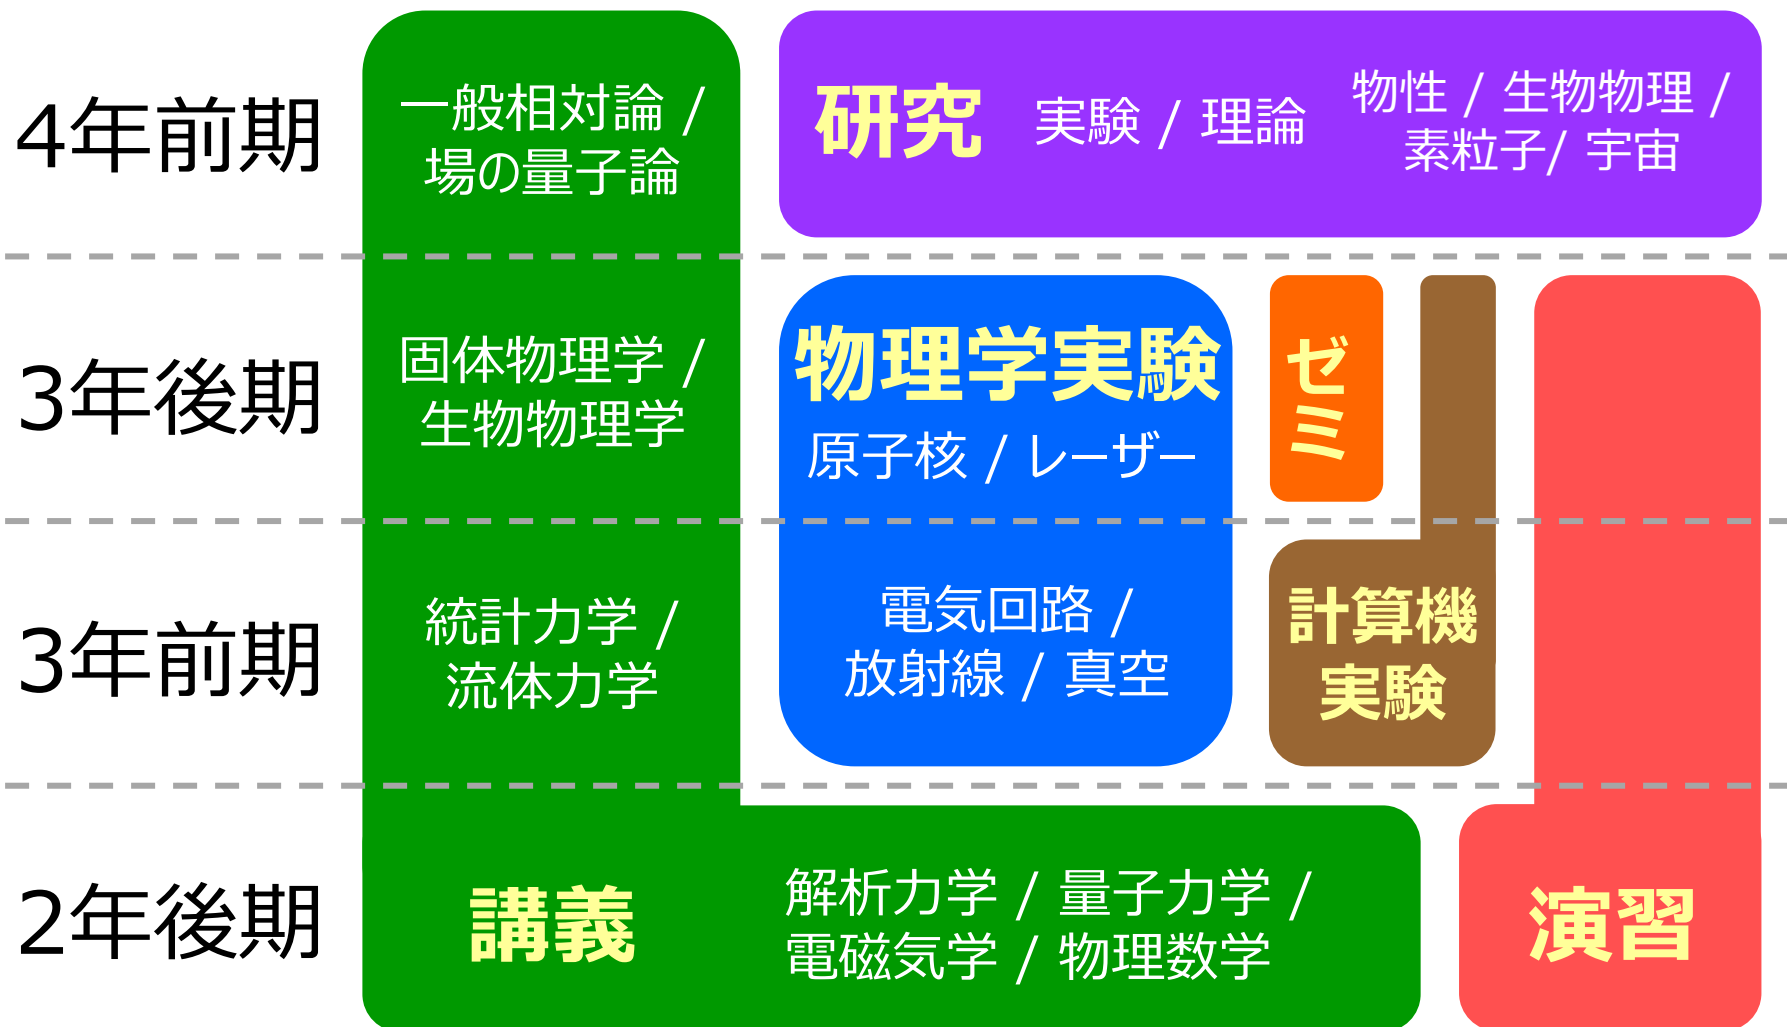 4年前期
一般相対論 /
場の量子論
研究
実験 / 理論
物性 / 生物物理 /
素粒子/ 宇宙
3年後期
固体物理学 /
生物物理学
物理学実験
原子核 / レーザー
ゼミ
3年前期
統計力学 /
流体力学
電気回路 /
放射線 / 真空
計算機
実験
2年後期
講義
解析力学 / 量子力学 /
電磁気学 / 物理数学
演習